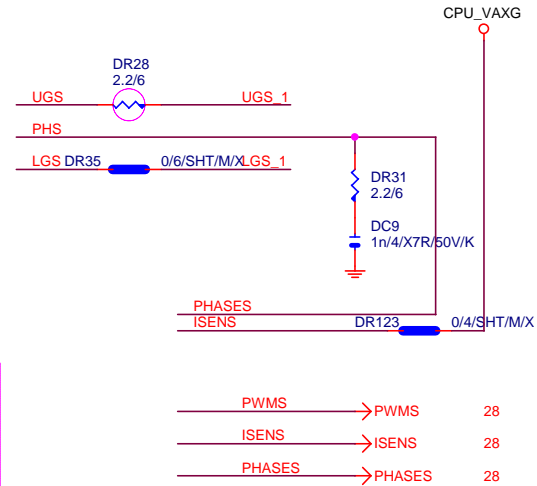 CPU_VAXG
DR28
2.2/6
UGS UGS_1
PHS
LGS DR35 0/6/SHT/M/X LGS_1
DR31
2.2/6
DC9
1n/4/X7R/50V/K
PHASES
ISENS DR123 0/4/SHT/M/X
PWMS PWMS 28
ISENS ISENS 28
PHASES PHASES 28